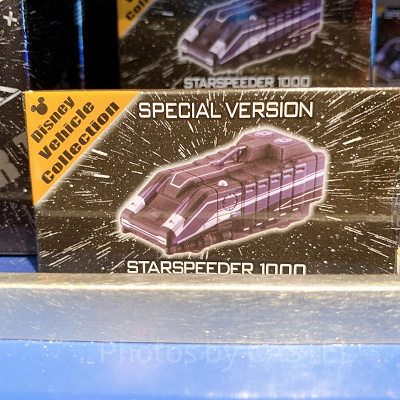 STARSPEEDER 1000
Disney
Vehicle
Collection
SPECIAL VERSION
STARSPEEDER 1000